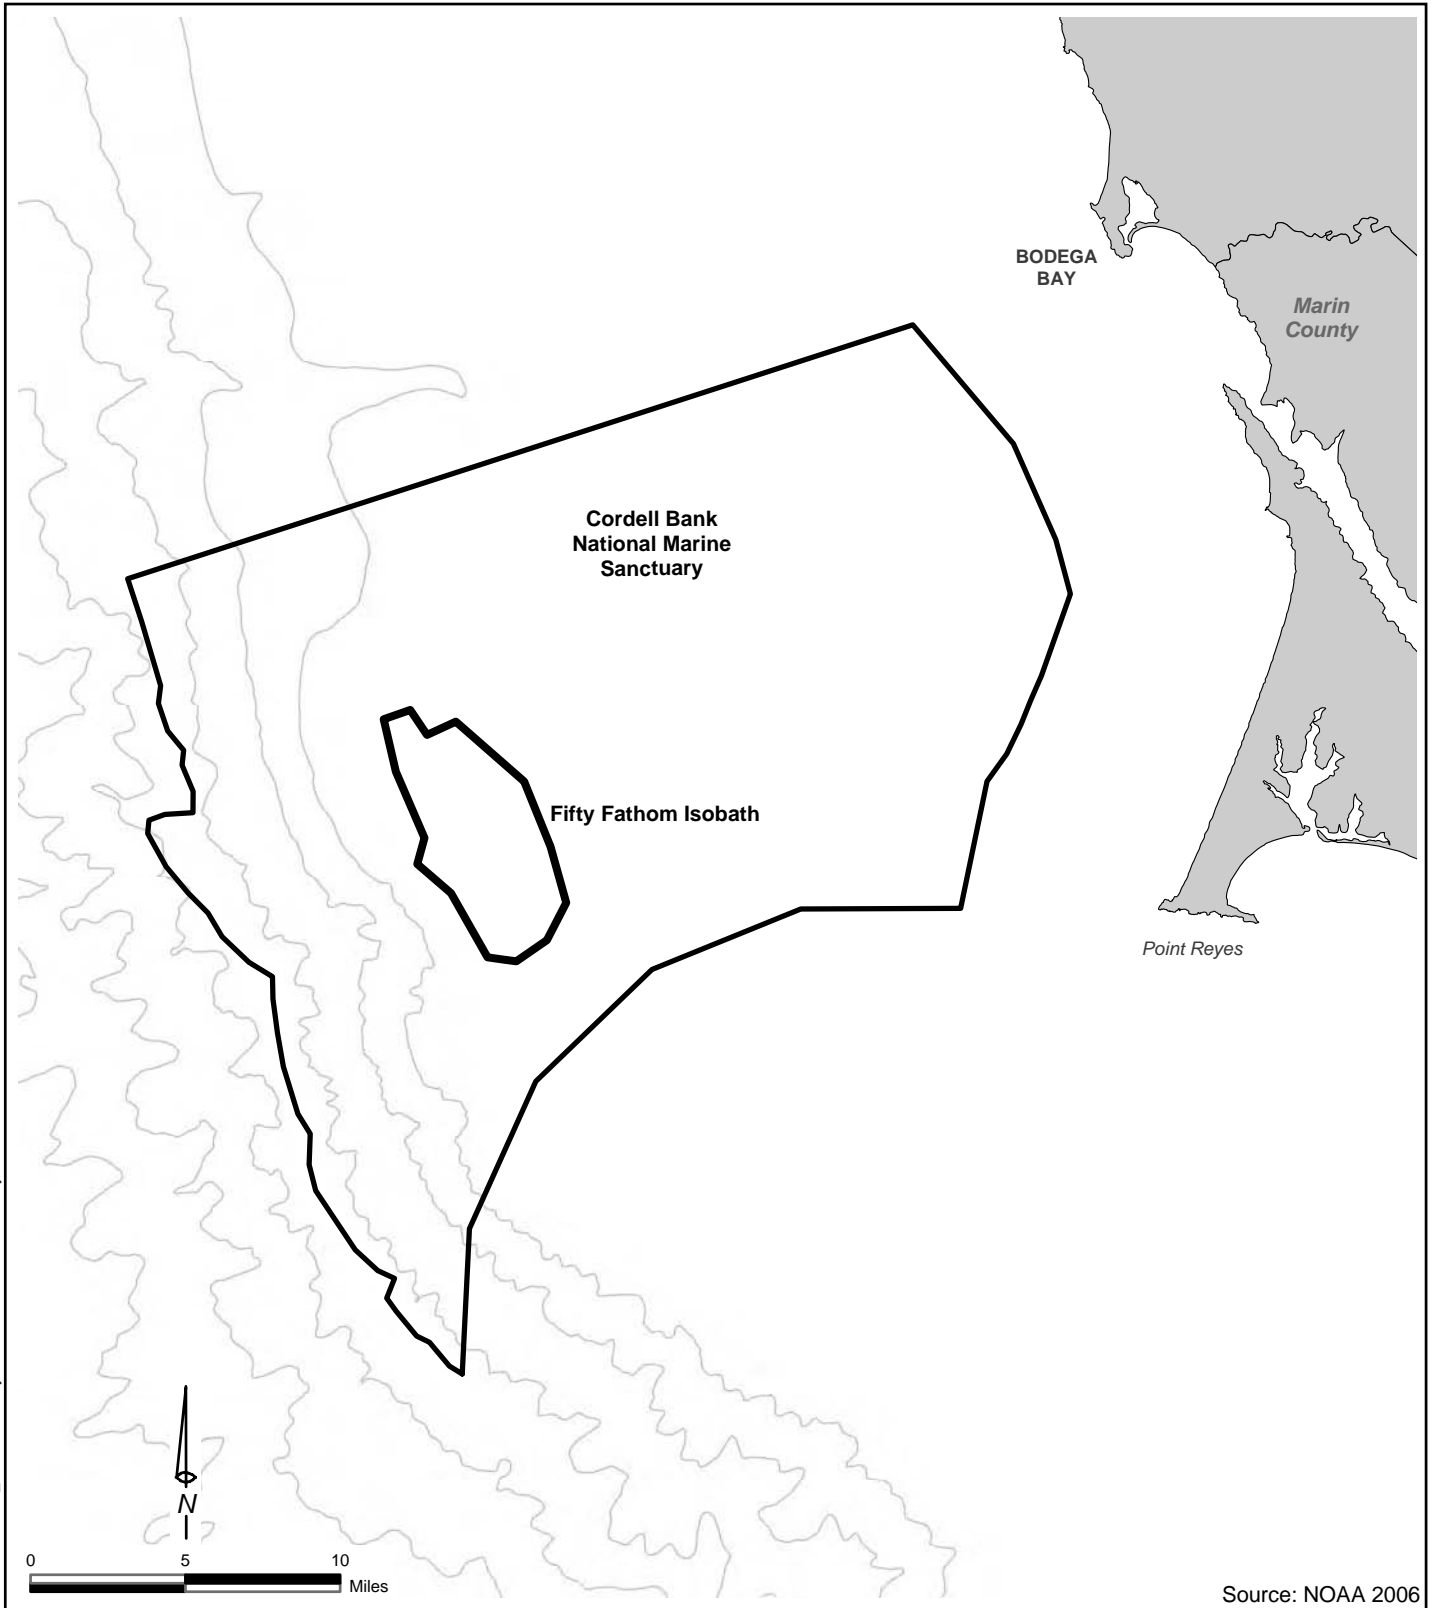 BODEGA
BAY
Marin
County
Cordell Bank
National Marine
Sanctuary
Fifty Fathom Isobath
Point Reyes
N
0 5 10
Miles
Source: NOAA 2006